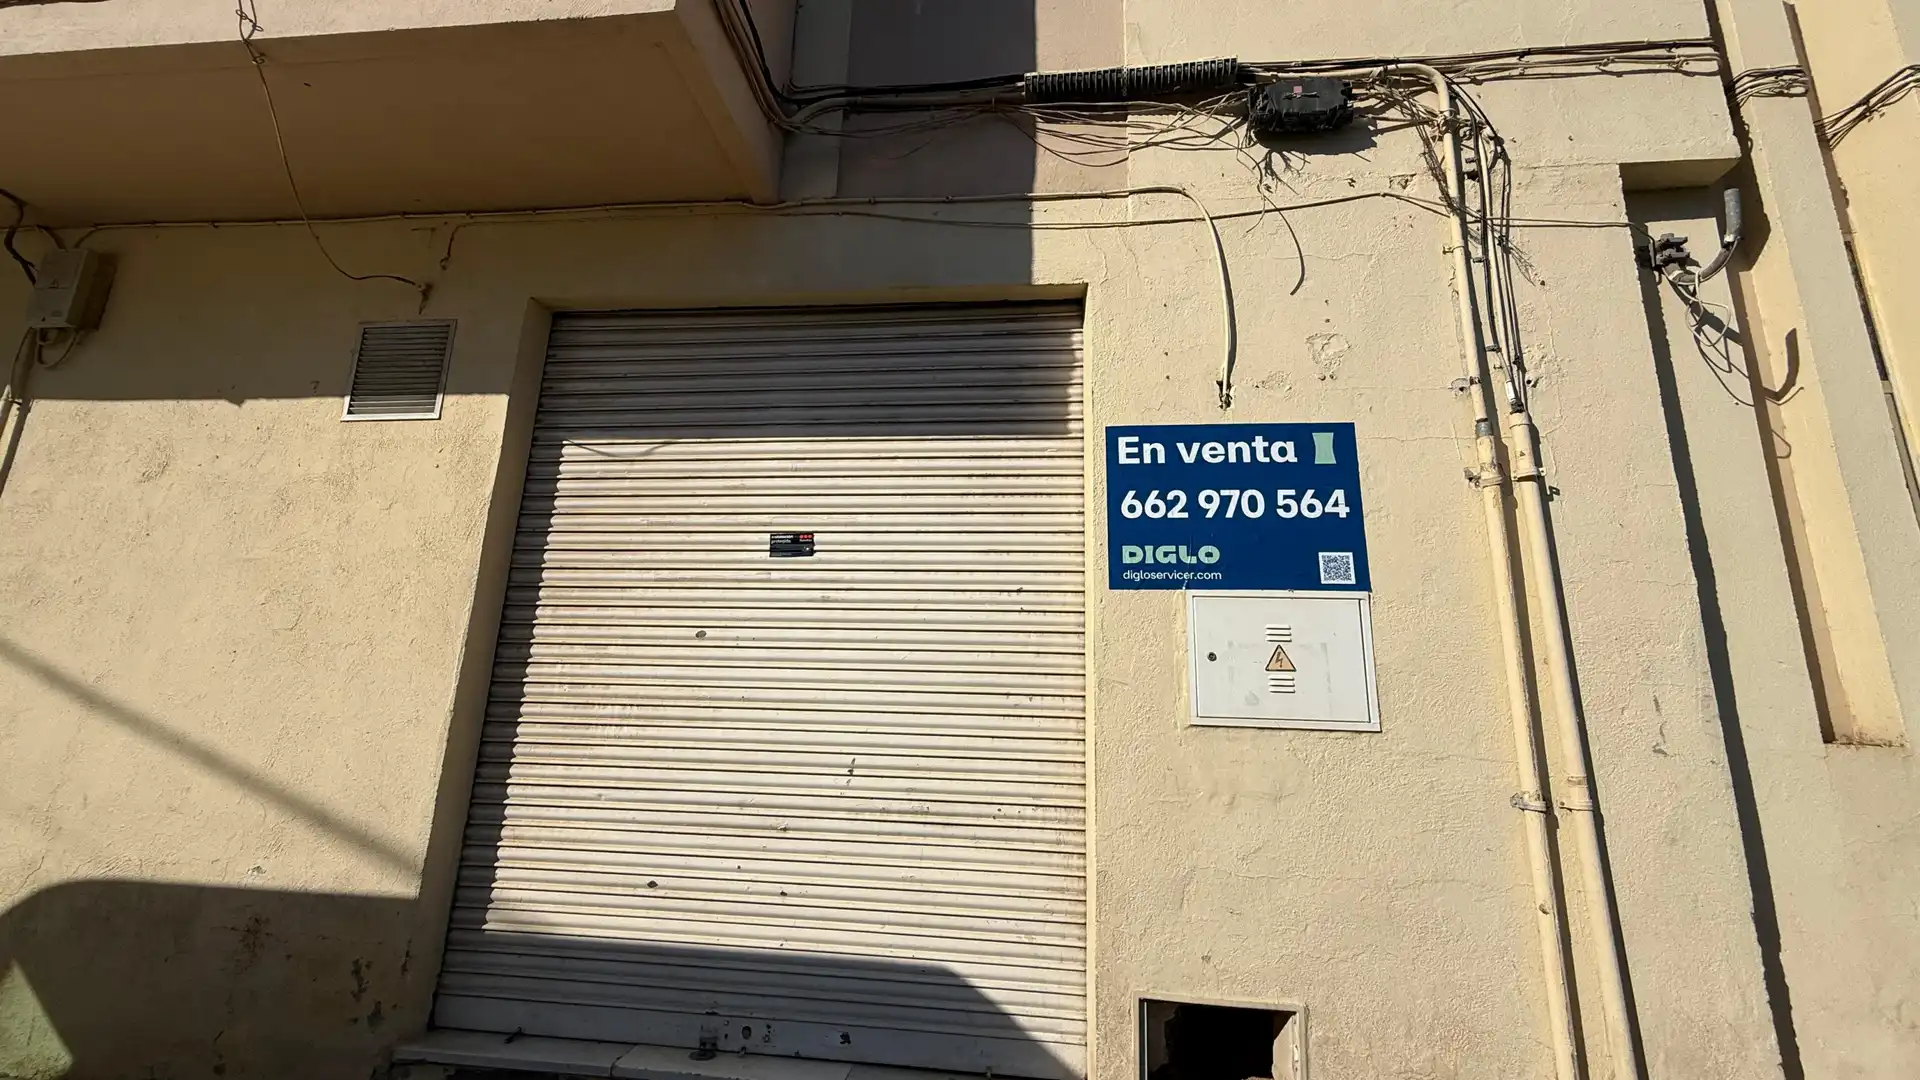 En venta
662 970 564
DIGLO
digloservicer.com